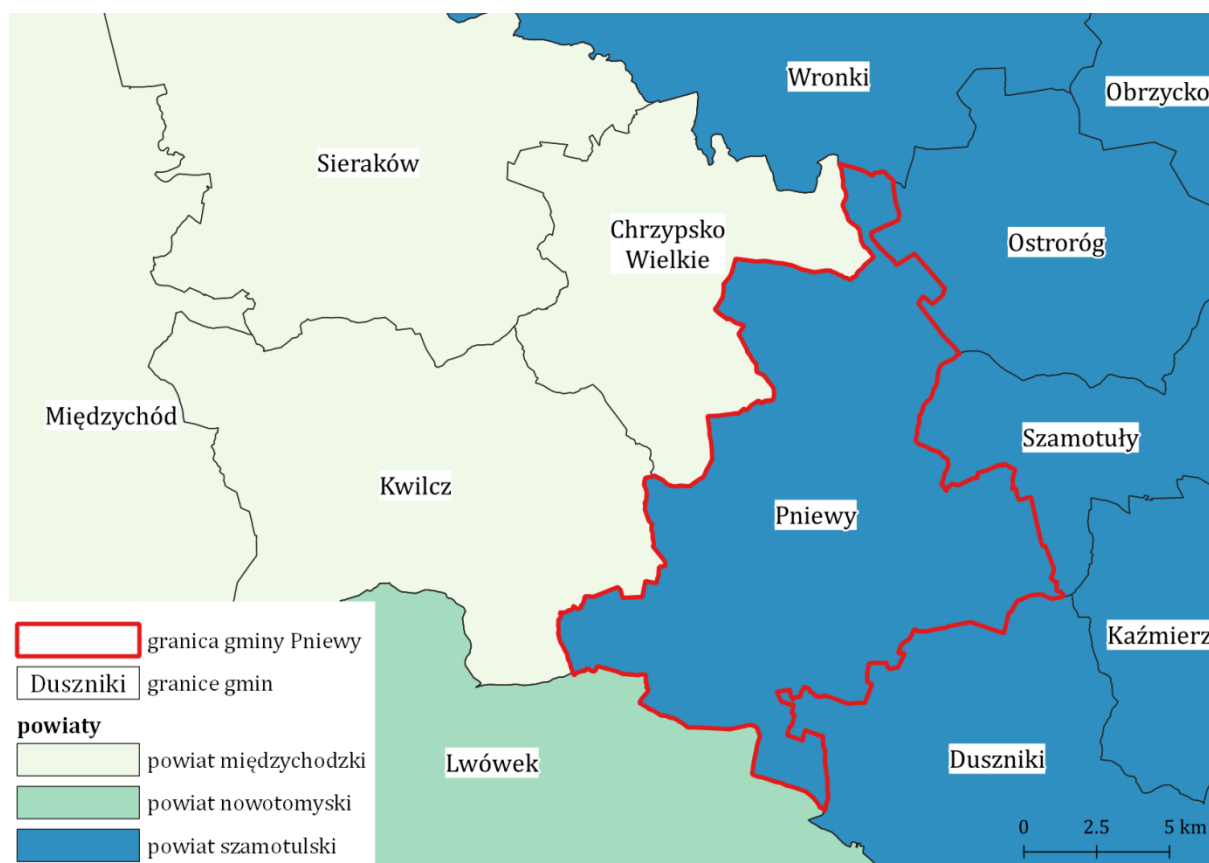 Wronki
Obrzycko
Sieraków
Chrzypsko
Wielkie
Ostroróg
Międzychód
Szamotuły
Kwilcz
Pniewy
Kaźmierz
Lwówek
Duszniki
granica gminy Pniewy
Duszniki granice gmin
powiaty
powiat międzychodzki
powiat nowotomyski
powiat szamotulski
0 2.5 5 km